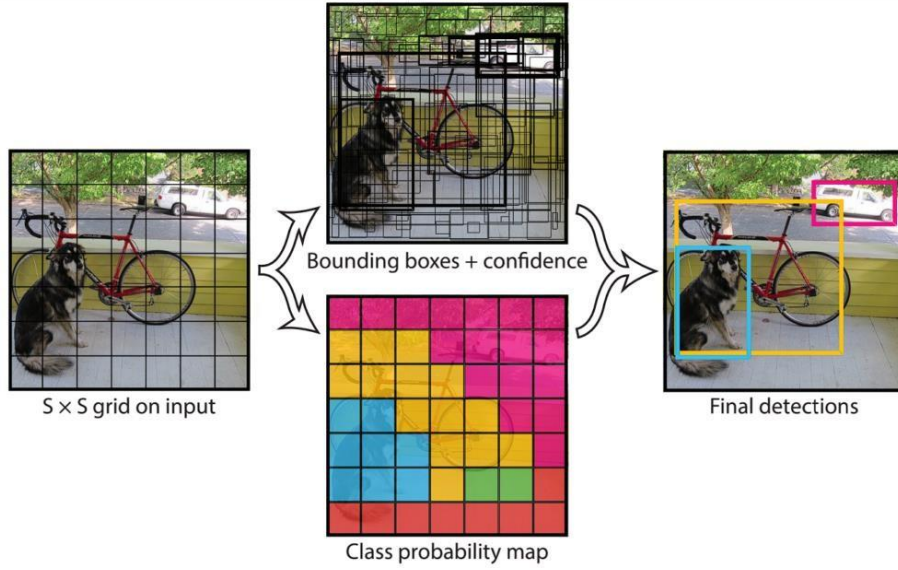 Bounding boxes + confidence
S × S grid on input
Final detections
Class probability map